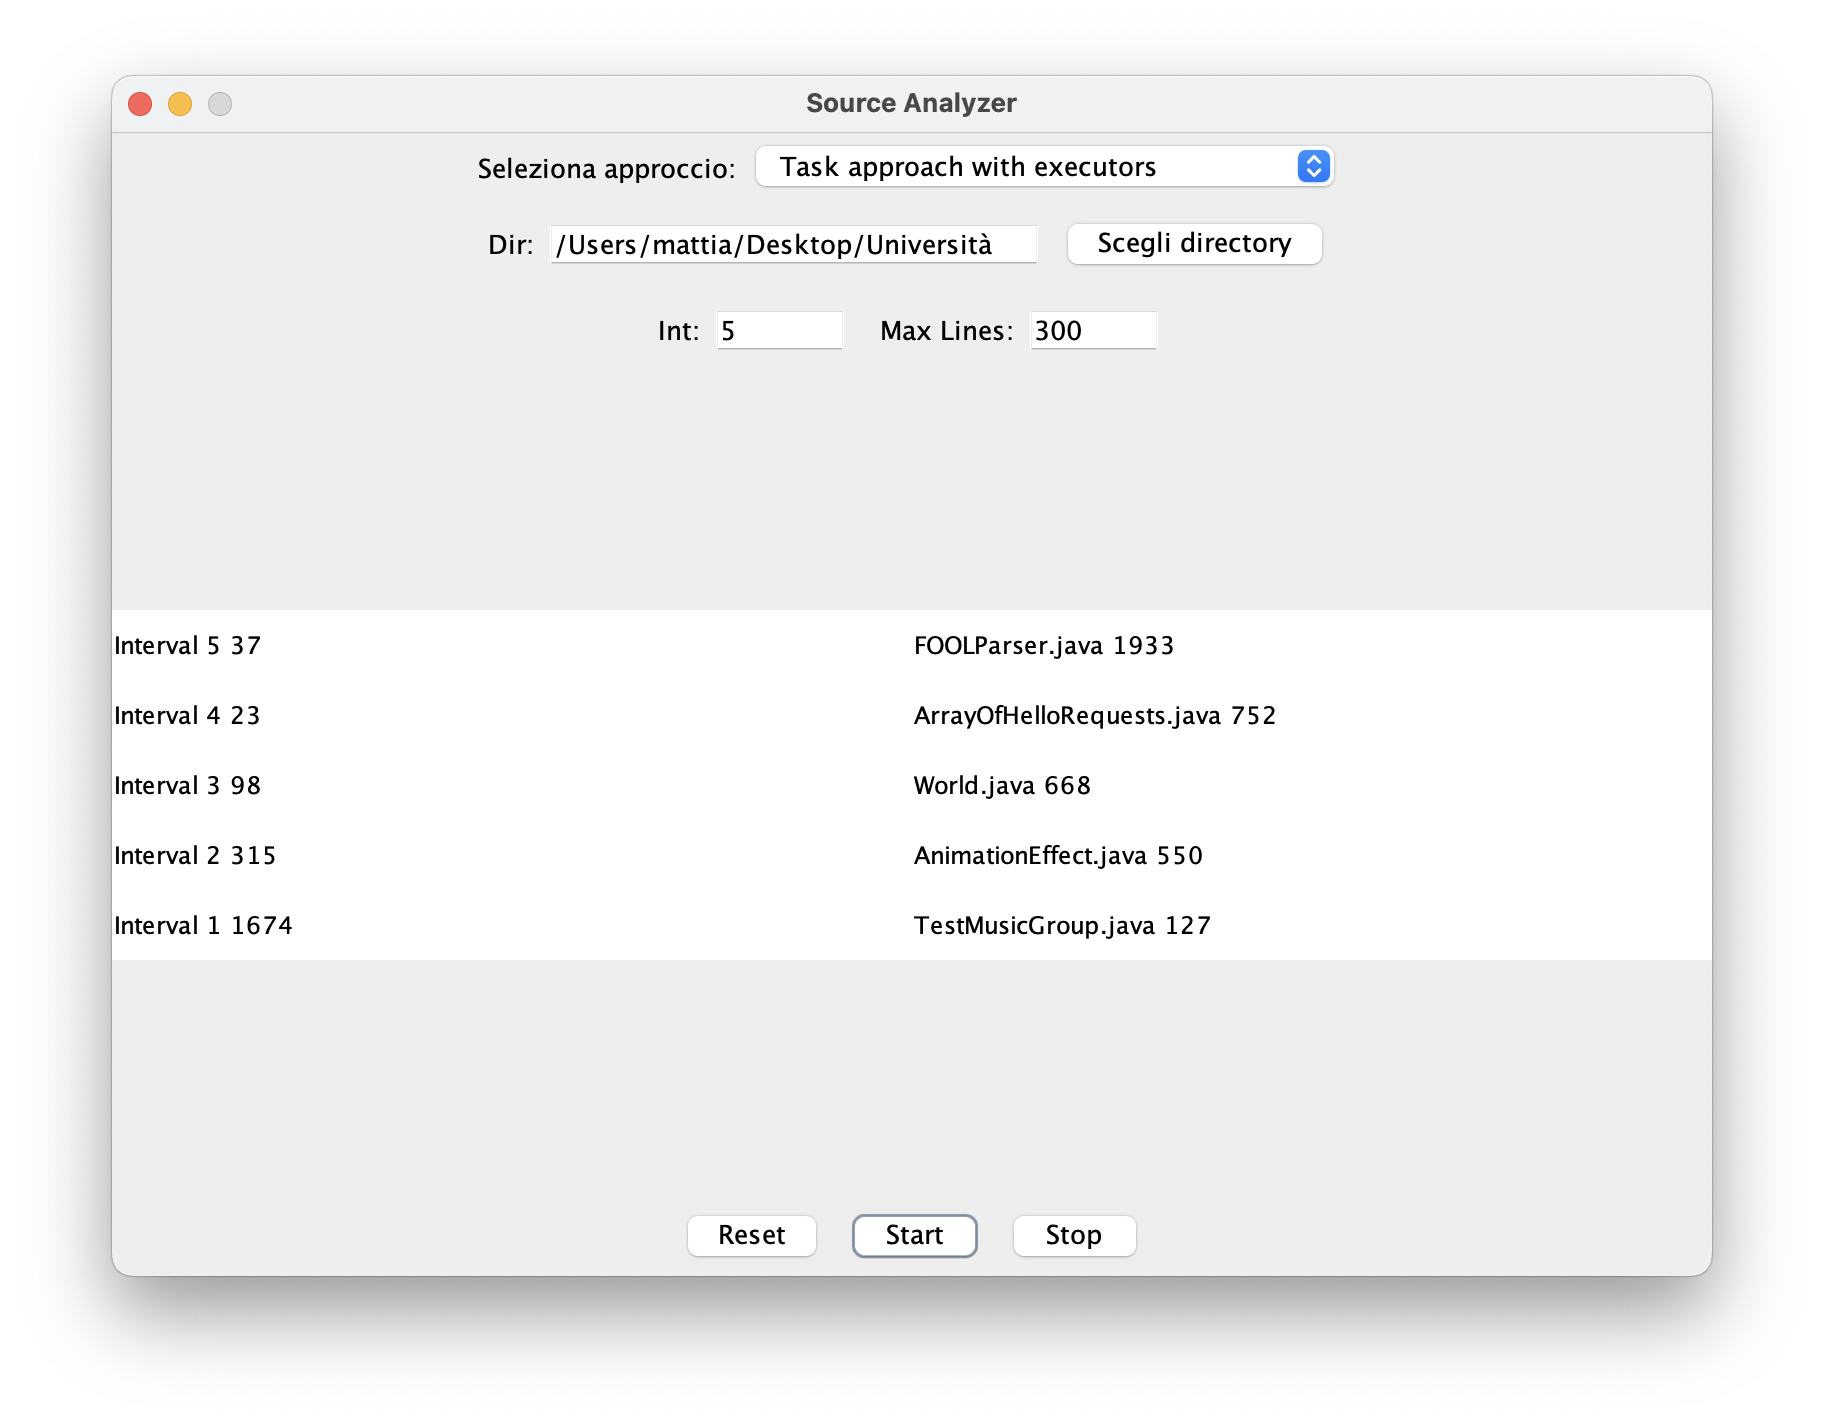 Source Analyzer
Seleziona approccio: Task approach with executors
Dir: /Users/mattia/Desktop/Università Scegli directory
Int: 5 Max Lines: 300
Interval 5 37 FOOLParser.java 1933
Interval 4 23 ArrayOfHelloRequests.java 752
Interval 3 98 World.java 668
Interval 2 315 AnimationEffect.java 550
Interval 1 1674 TestMusicGroup.java 127
Reset Start Stop